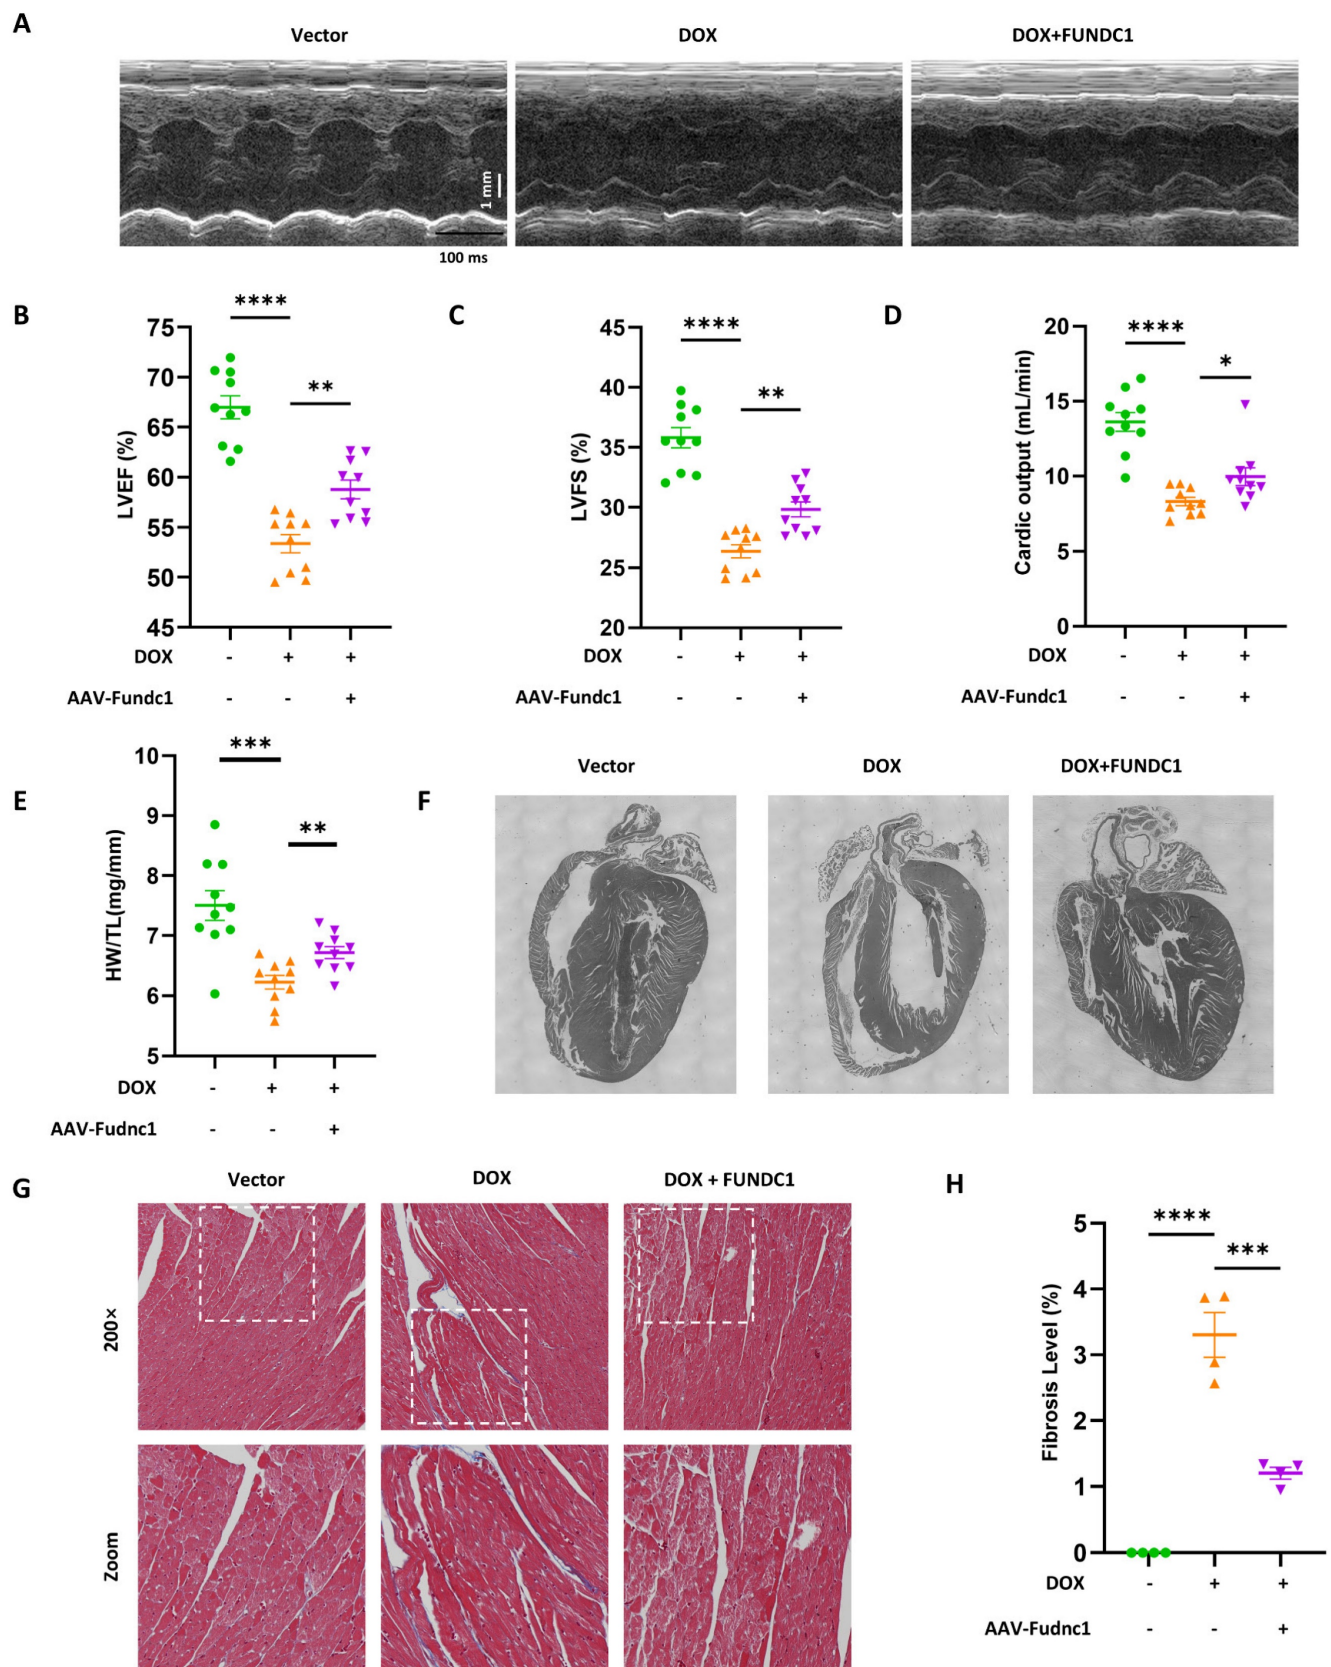 A
Vector DOX DOX+FUNDC1
1 mm
100 ms
B
LVEF (%)
75
70
65
60
55
50
45
****
**
DOX - + +
AAV-Fundc1 - - +
C
LVFS (%)
45
40
35
30
25
20
****
**
DOX - + +
AAV-Fundc1 - - +
D
Cardic output (mL/min)
20
15
10
5
0
****
*
DOX - + +
AAV-Fundc1 - - +
E
HW/TL(mg/mm)
10
9
8
7
6
5
***
**
DOX - + +
AAV-Fudnc1 - - +
F
Vector DOX DOX+FUNDC1
G
Vector DOX DOX + FUNDC1
200×
Zoom
H
Fibrosis Level (%)
5
4
3
2
1
0
****
***
DOX - + +
AAV-Fudnc1 - - +